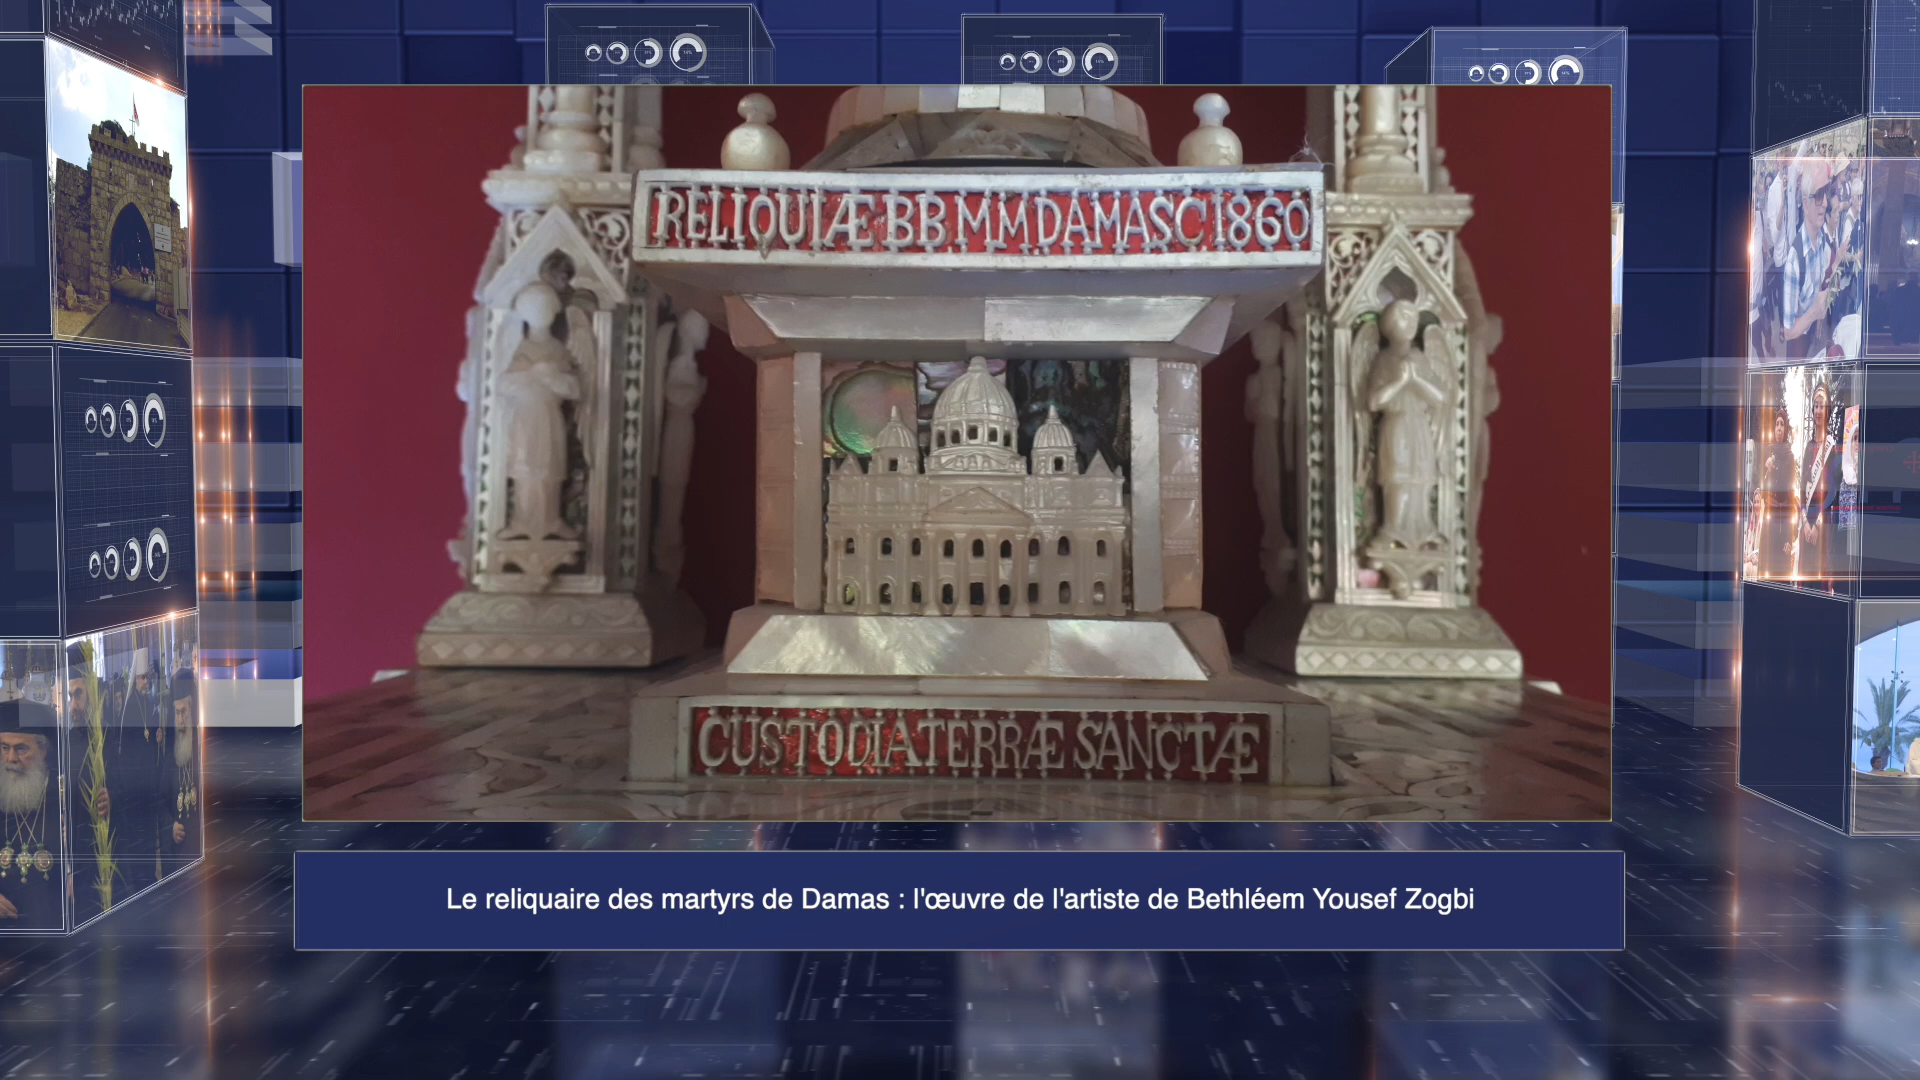 RELIQUIÆ BB MM DAMASC 1860
CUSTODIA TERRÆ SANCTÆ
Le reliquaire des martyrs de Damas : l'œuvre de l'artiste de Bethléem Yousef Zogbi